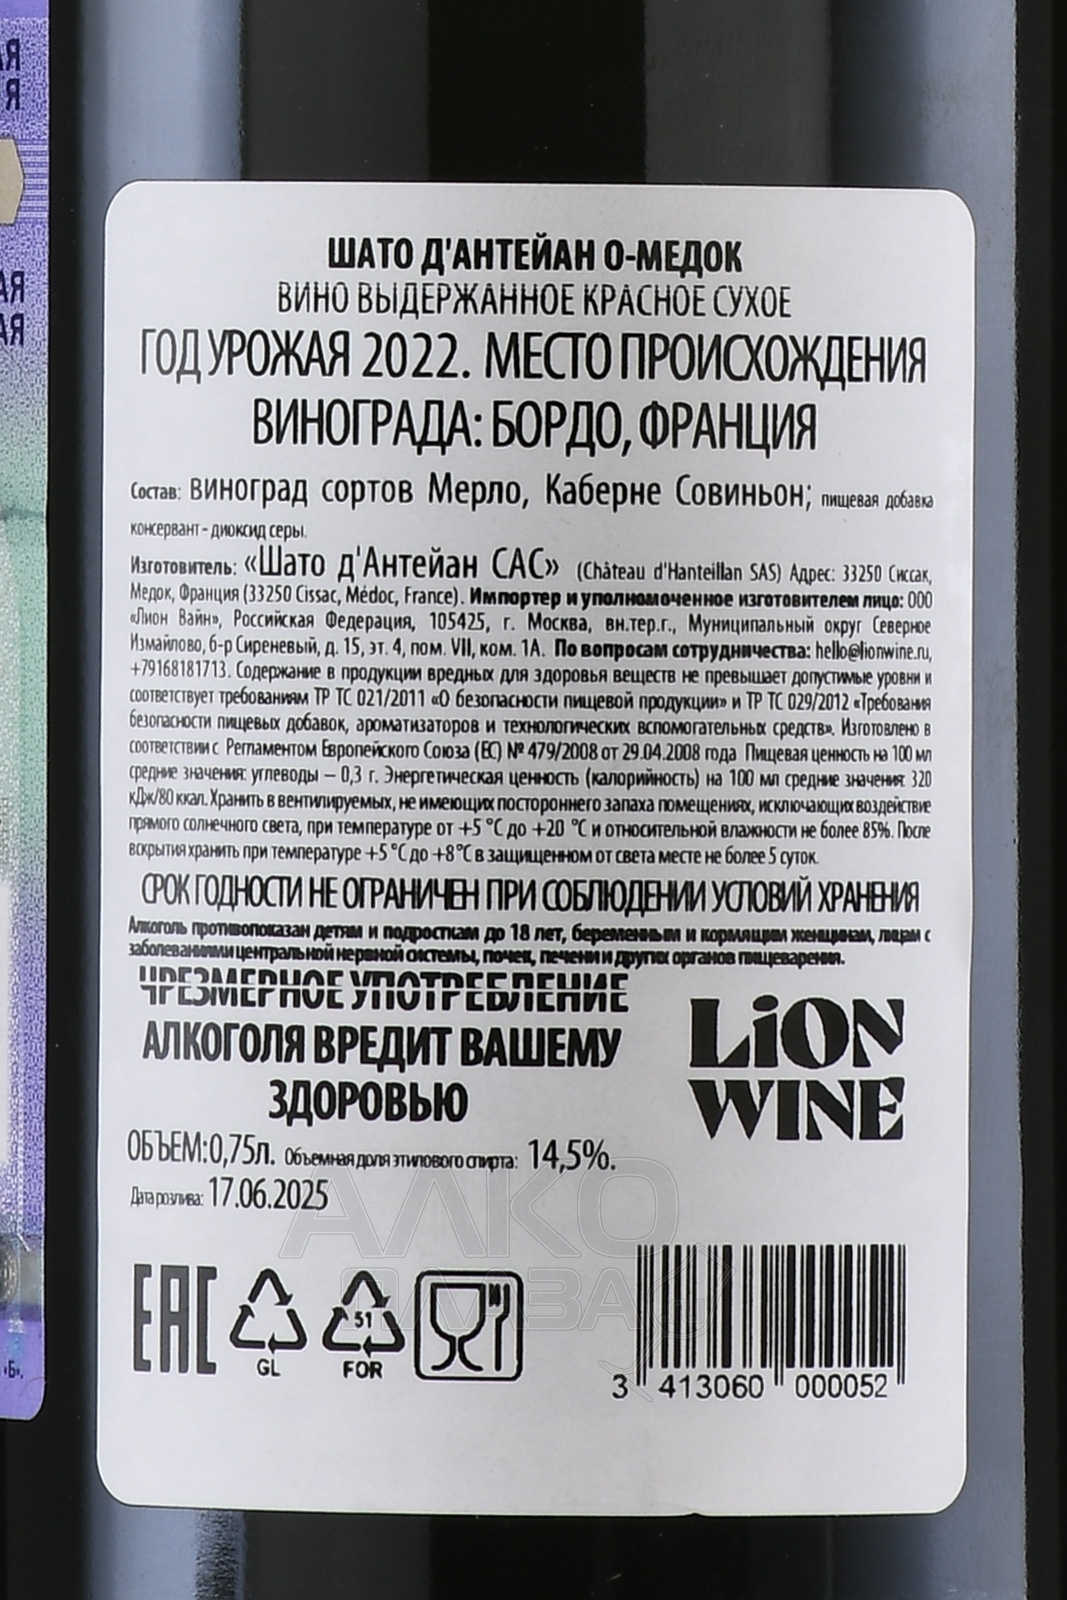 АЯ
Я
АЯ
АЯ
«Б».
ШАТО Д'АНТЕЙАН О-МЕДОК
ВИНО ВЫДЕРЖАННОЕ КРАСНОЕ СУХОЕ
ГОД УРОЖАЯ 2022. МЕСТО ПРОИСХОЖДЕНИЯ
ВИНОГРАДА: БОРДО, ФРАНЦИЯ
Состав: виноград сортов Мерло, Каберне Совиньон; пищевая добавка
консервант - диоксид серы.
Изготовитель: «Шато д'Антейан САС» (Château d'Hanteillan SAS) Адрес: 33250 Сиссак,
Медок, Франция (33250 Cissac, Médoc, France). Импортер и уполномоченное изготовителем лицо: ООО
«Лион Вайн», Российская Федерация, 105425, г. Москва, вн.тер.г., Муниципальный округ Северное
Измайлово, б-р Сиреневый, д. 15, эт. 4, пом. VII, ком. 1А. По вопросам сотрудничества: hello@lionwine.ru,
+79168181713. Содержание в продукции вредных для здоровья веществ не превышает допустимые уровни и
соответствует требованиям ТР ТС 021/2011 «О безопасности пищевой продукции» и ТР ТС 029/2012 «Требования
безопасности пищевых добавок, ароматизаторов и технологических вспомогательных средств». Изготовлено в
соответствии с Регламентом Европейского Союза (ЕС) № 479/2008 от 29.04.2008 года Пищевая ценность на 100 мл
средние значения: углеводы – 0,3 г. Энергетическая ценность (калорийность) на 100 мл средние значения: 320
кДж/80 ккал. Хранить в вентилируемых, не имеющих постороннего запаха помещениях, исключающих воздействие
прямого солнечного света, при температуре от +5 °С до +20 °С и относительной влажности не более 85%. После
вскрытия хранить при температуре +5 °С до +8°С в защищенном от света месте не более 5 суток.
СРОК ГОДНОСТИ НЕ ОГРАНИЧЕН ПРИ СОБЛЮДЕНИИ УСЛОВИЙ ХРАНЕНИЯ
Алкоголь противопоказан детям и подросткам до 18 лет, беременным и кормящим женщинам, лицам с
заболеваниями центральной нервной системы, почек, печени и других органов пищеварения.
ЧРЕЗМЕРНОЕ УПОТРЕБЛЕНИЕ
АЛКОГОЛЯ ВРЕДИТ ВАШЕМУ
ЗДОРОВЬЮ
LiON
WINE
ОБЪЕМ:0,75л. Объемная доля этилового спирта: 14,5%.
Дата розлива: 17.06.2025
АЛКО
ЯМЗА
ЕАС
GL
51
FOR
3 413060 000052